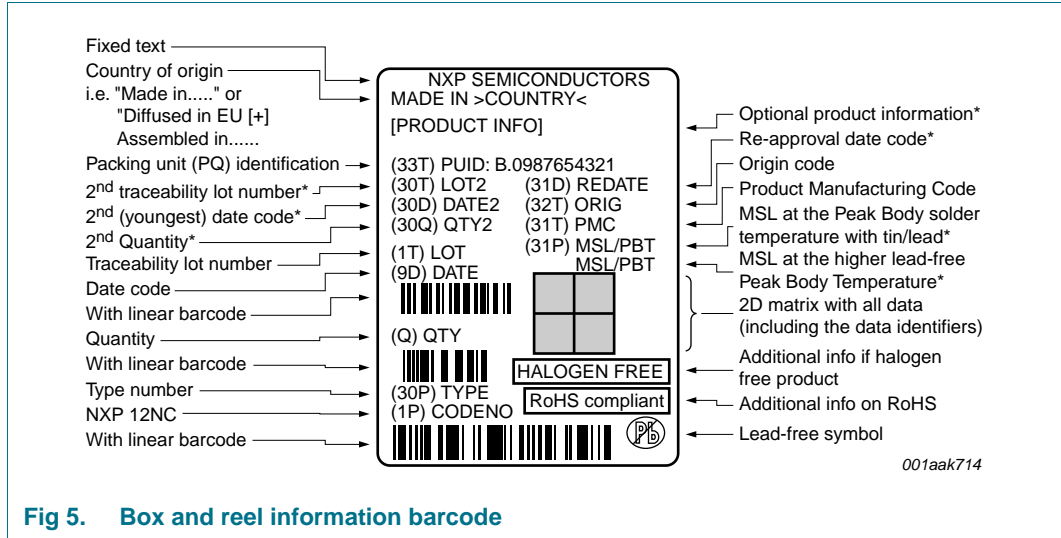 Fixed text
Country of origin
i.e. "Made in....." or
"Diffused in EU [+]
Assembled in......
Packing unit (PQ) identification
2nd traceability lot number*
2nd (youngest) date code*
2nd Quantity*
Traceability lot number
Date code
With linear barcode
Quantity
With linear barcode
Type number
NXP 12NC
With linear barcode
NXP SEMICONDUCTORS
MADE IN >COUNTRY<
[PRODUCT INFO]
(33T) PUID: B.0987654321
(30T) LOT2 (31D) REDATE
(30D) DATE2 (32T) ORIG
(30Q) QTY2 (31T) PMC
(31P) MSL/PBT
(1T) LOT MSL/PBT
(9D) DATE
(Q) QTY
HALOGEN FREE
(30P) TYPE
RoHS compliant
(1P) CODENO
Pb
Optional product information*
Re-approval date code*
Origin code
Product Manufacturing Code
MSL at the Peak Body solder
temperature with tin/lead*
MSL at the higher lead-free
Peak Body Temperature*
2D matrix with all data
(including the data identifiers)
Additional info if halogen
free product
Additional info on RoHS
Lead-free symbol
001aak714
Fig 5. Box and reel information barcode